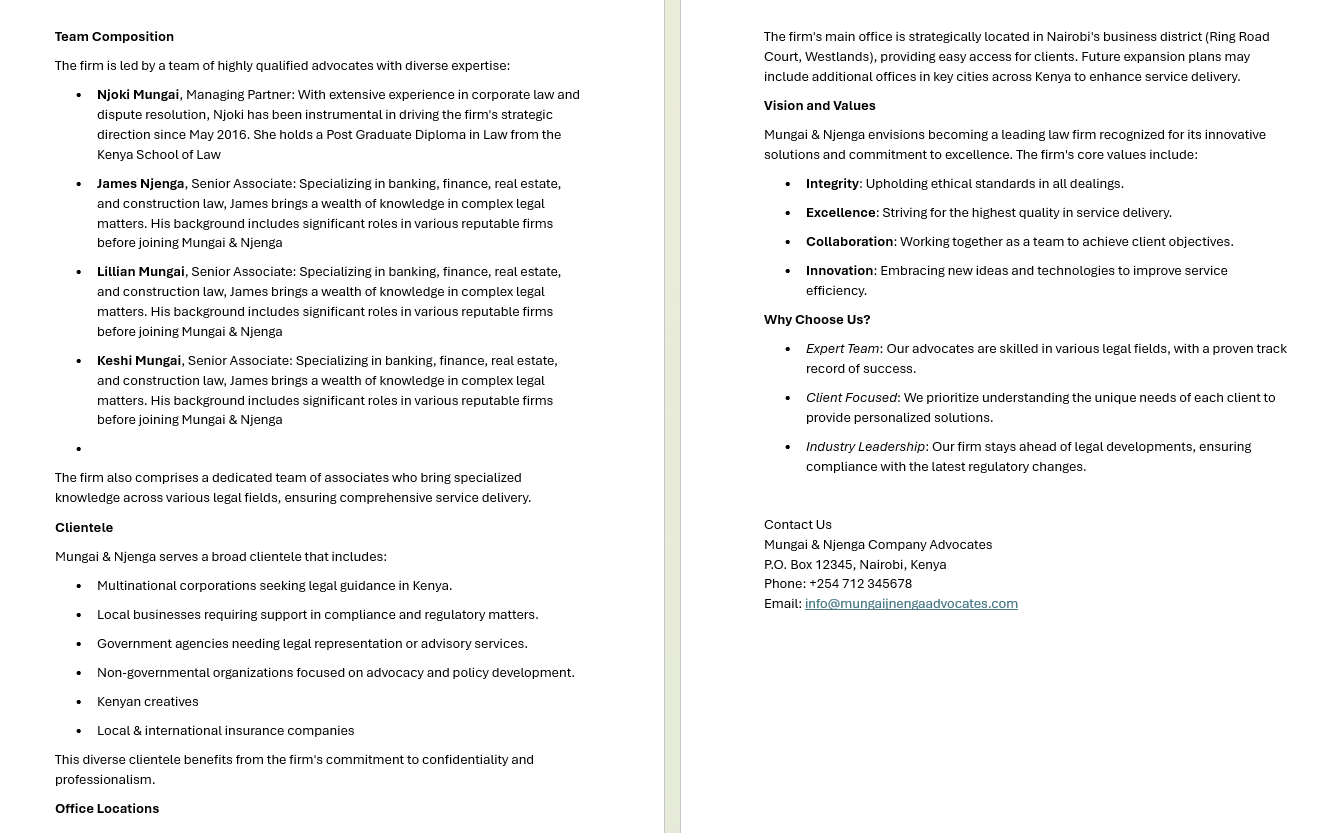 Team Composition
The firm is led by a team of highly qualified advocates with diverse expertise:
• Njoki Mungai, Managing Partner: With extensive experience in corporate law and
dispute resolution, Njoki has been instrumental in driving the firm's strategic
direction since May 2016. She holds a Post Graduate Diploma in Law from the
Kenya School of Law
• James Njenga, Senior Associate: Specializing in banking, finance, real estate,
and construction law, James brings a wealth of knowledge in complex legal
matters. His background includes significant roles in various reputable firms
before joining Mungai & Njenga
• Lillian Mungai, Senior Associate: Specializing in banking, finance, real estate,
and construction law, James brings a wealth of knowledge in complex legal
matters. His background includes significant roles in various reputable firms
before joining Mungai & Njenga
• Keshi Mungai, Senior Associate: Specializing in banking, finance, real estate,
and construction law, James brings a wealth of knowledge in complex legal
matters. His background includes significant roles in various reputable firms
before joining Mungai & Njenga
•
The firm also comprises a dedicated team of associates who bring specialized
knowledge across various legal fields, ensuring comprehensive service delivery.
Clientele
Mungai & Njenga serves a broad clientele that includes:
• Multinational corporations seeking legal guidance in Kenya.
• Local businesses requiring support in compliance and regulatory matters.
• Government agencies needing legal representation or advisory services.
• Non-governmental organizations focused on advocacy and policy development.
• Kenyan creatives
• Local & international insurance companies
This diverse clientele benefits from the firm's commitment to confidentiality and
professionalism.
Office Locations
The firm's main office is strategically located in Nairobi's business district (Ring Road
Court, Westlands), providing easy access for clients. Future expansion plans may
include additional offices in key cities across Kenya to enhance service delivery.
Vision and Values
Mungai & Njenga envisions becoming a leading law firm recognized for its innovative
solutions and commitment to excellence. The firm's core values include:
• Integrity: Upholding ethical standards in all dealings.
• Excellence: Striving for the highest quality in service delivery.
• Collaboration: Working together as a team to achieve client objectives.
• Innovation: Embracing new ideas and technologies to improve service
efficiency.
Why Choose Us?
• Expert Team: Our advocates are skilled in various legal fields, with a proven track
record of success.
• Client Focused: We prioritize understanding the unique needs of each client to
provide personalized solutions.
• Industry Leadership: Our firm stays ahead of legal developments, ensuring
compliance with the latest regulatory changes.
Contact Us
Mungai & Njenga Company Advocates
P.O. Box 12345, Nairobi, Kenya
Phone: +254 712 345678
Email: info@mungaijnengaadvocates.com